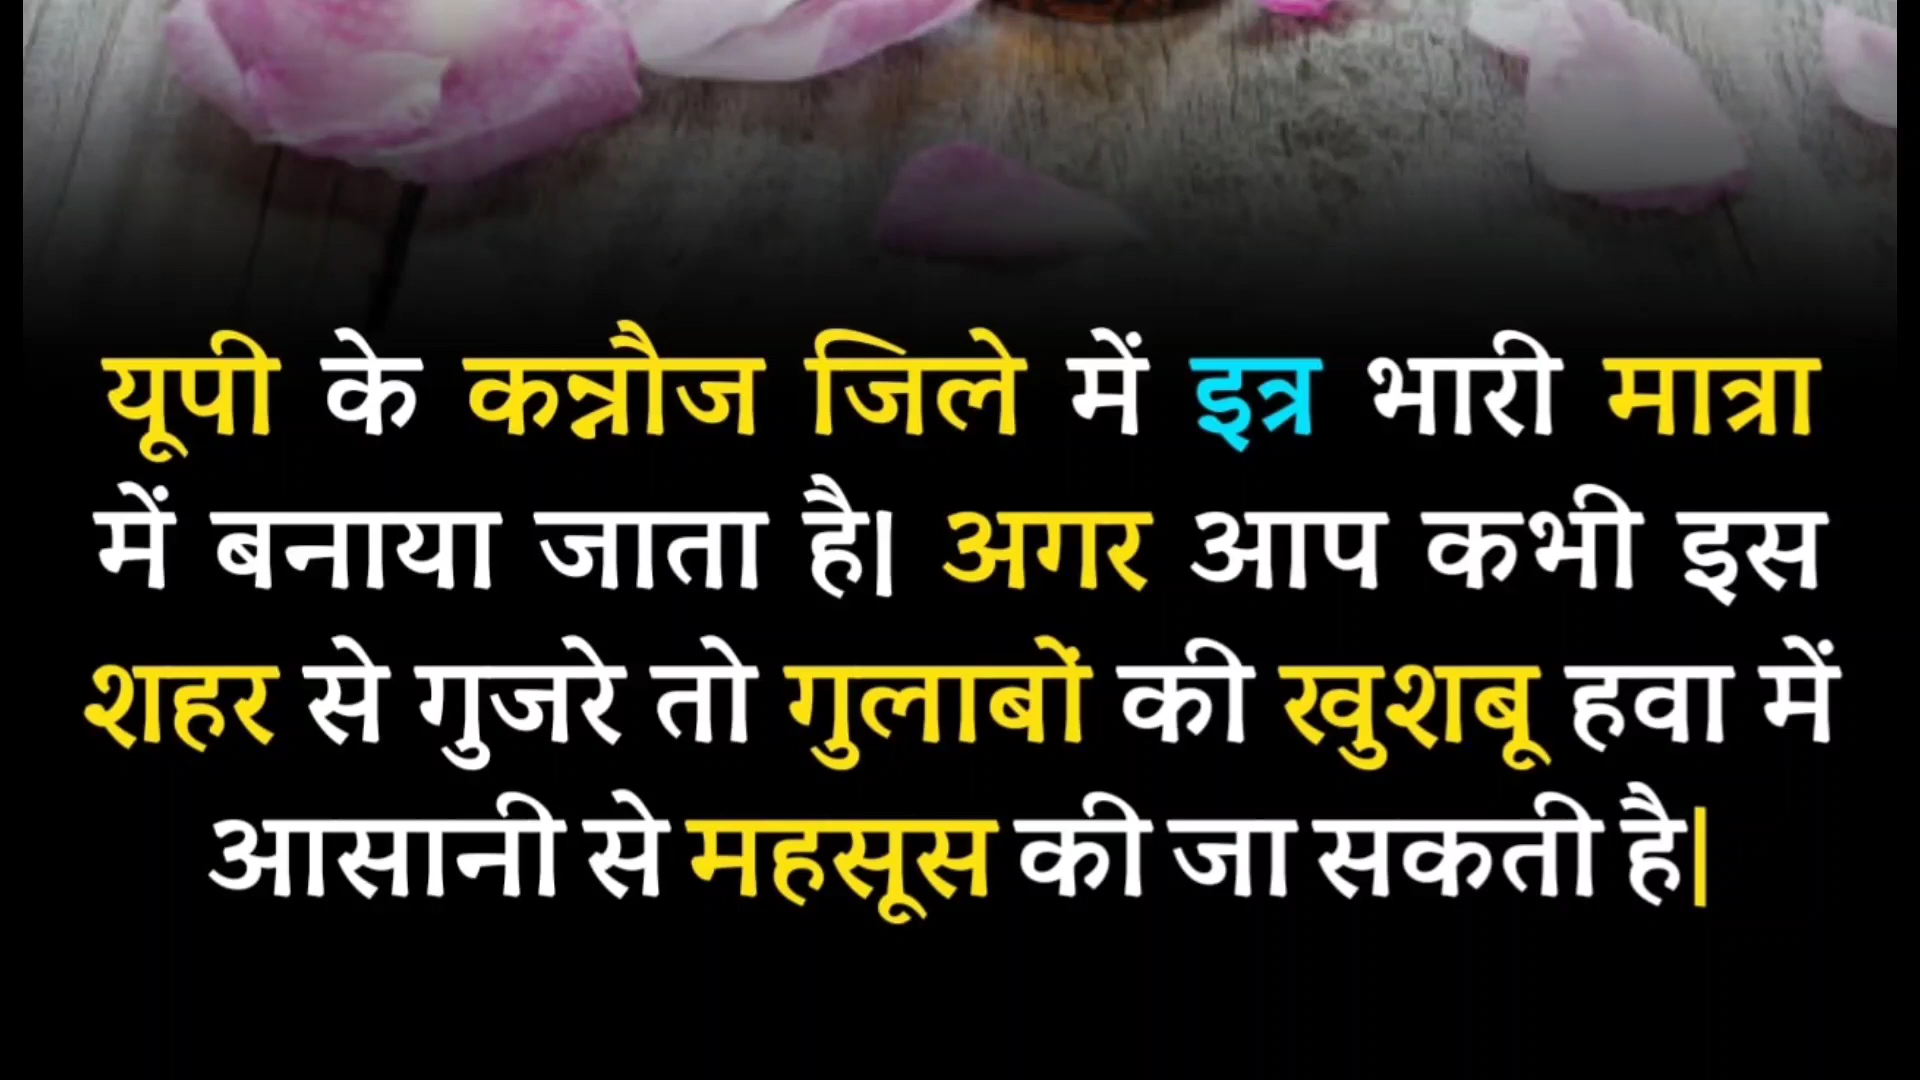 यूपी के कन्नौज जिले में इत्र भारी मात्रा
में बनाया जाता है। अगर आप कभी इस
शहर से गुजरे तो गुलाबों की खुशबू हवा में
आसानी से महसूस की जा सकती है|